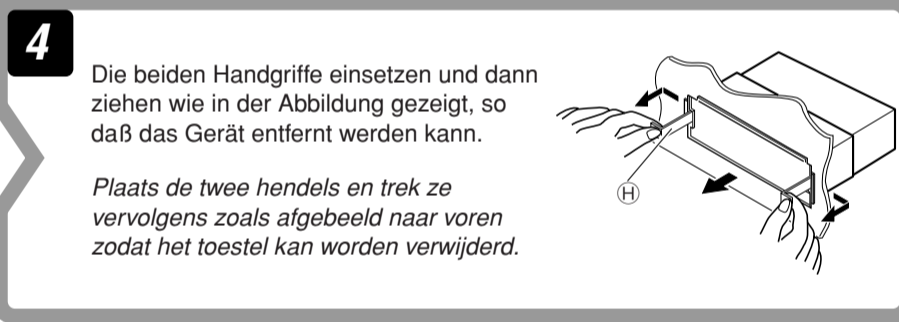 4
Die beiden Handgriffe einsetzen und dann
ziehen wie in der Abbildung gezeigt, so
daß das Gerät entfernt werden kann.
Plaats de twee hendels en trek ze
vervolgens zoals afgebeeld naar voren
zodat het toestel kan worden verwijderd.
Ⓗ